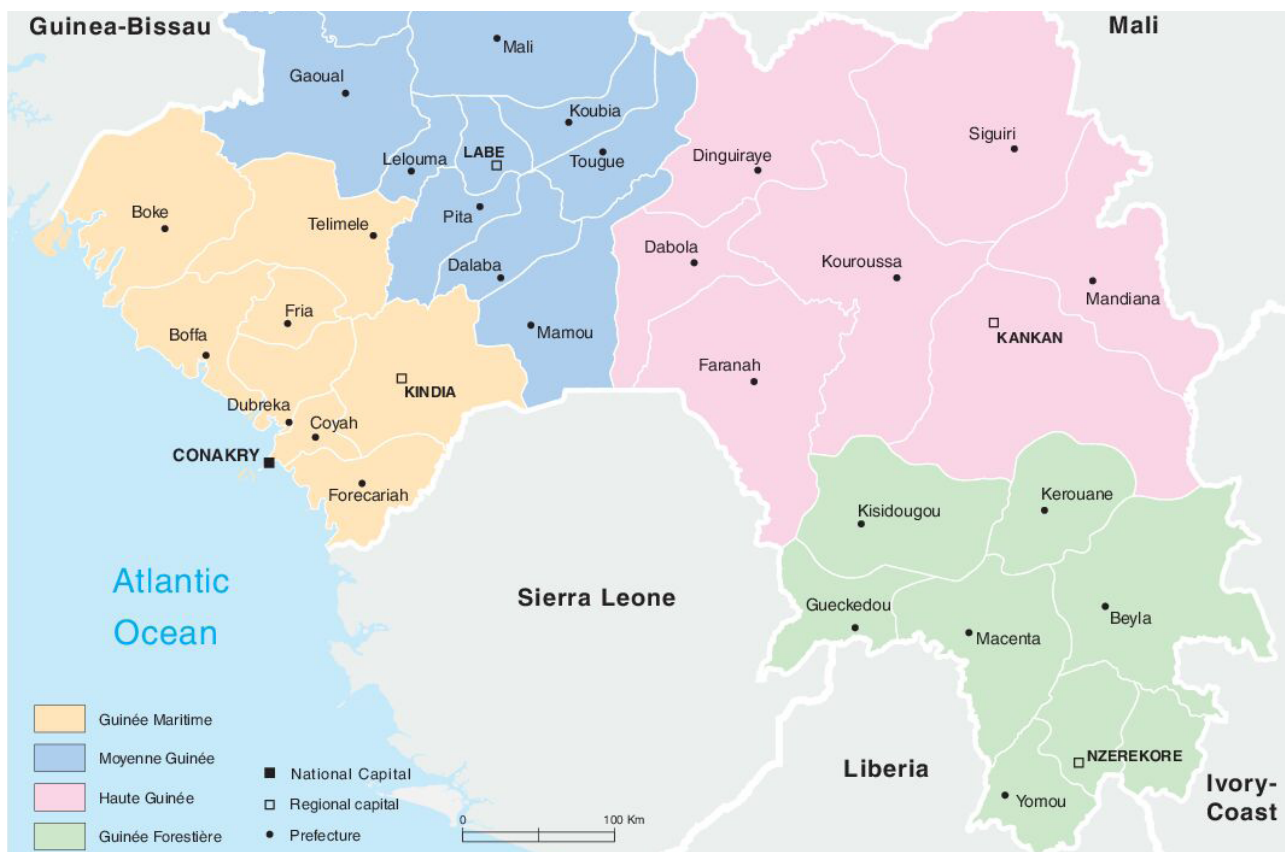 Guinea-Bissau
Mali
Mali
Gaoual
Koubia
Siguiri
LABE
Lelouma
Tougue
Dinguiraye
Boke
Telimele
Pita
Dabola
Kouroussa
Dalaba
Mandiana
Fria
Boffa
Mamou
KANKAN
Faranah
KINDIA
Dubreka
Coyah
CONAKRY
Forecariah
Kisidougou
Kerouane
Atlantic
Ocean
Sierra Leone
Gueckedou
Macenta
Beyla
Guinée Maritime
Moyenne Guinée
Haute Guinée
Guinée Forestière
National Capital
Regional capital
Prefecture
0
100 Km
Liberia
NZEREKORE
Yomou
Ivory-
Coast